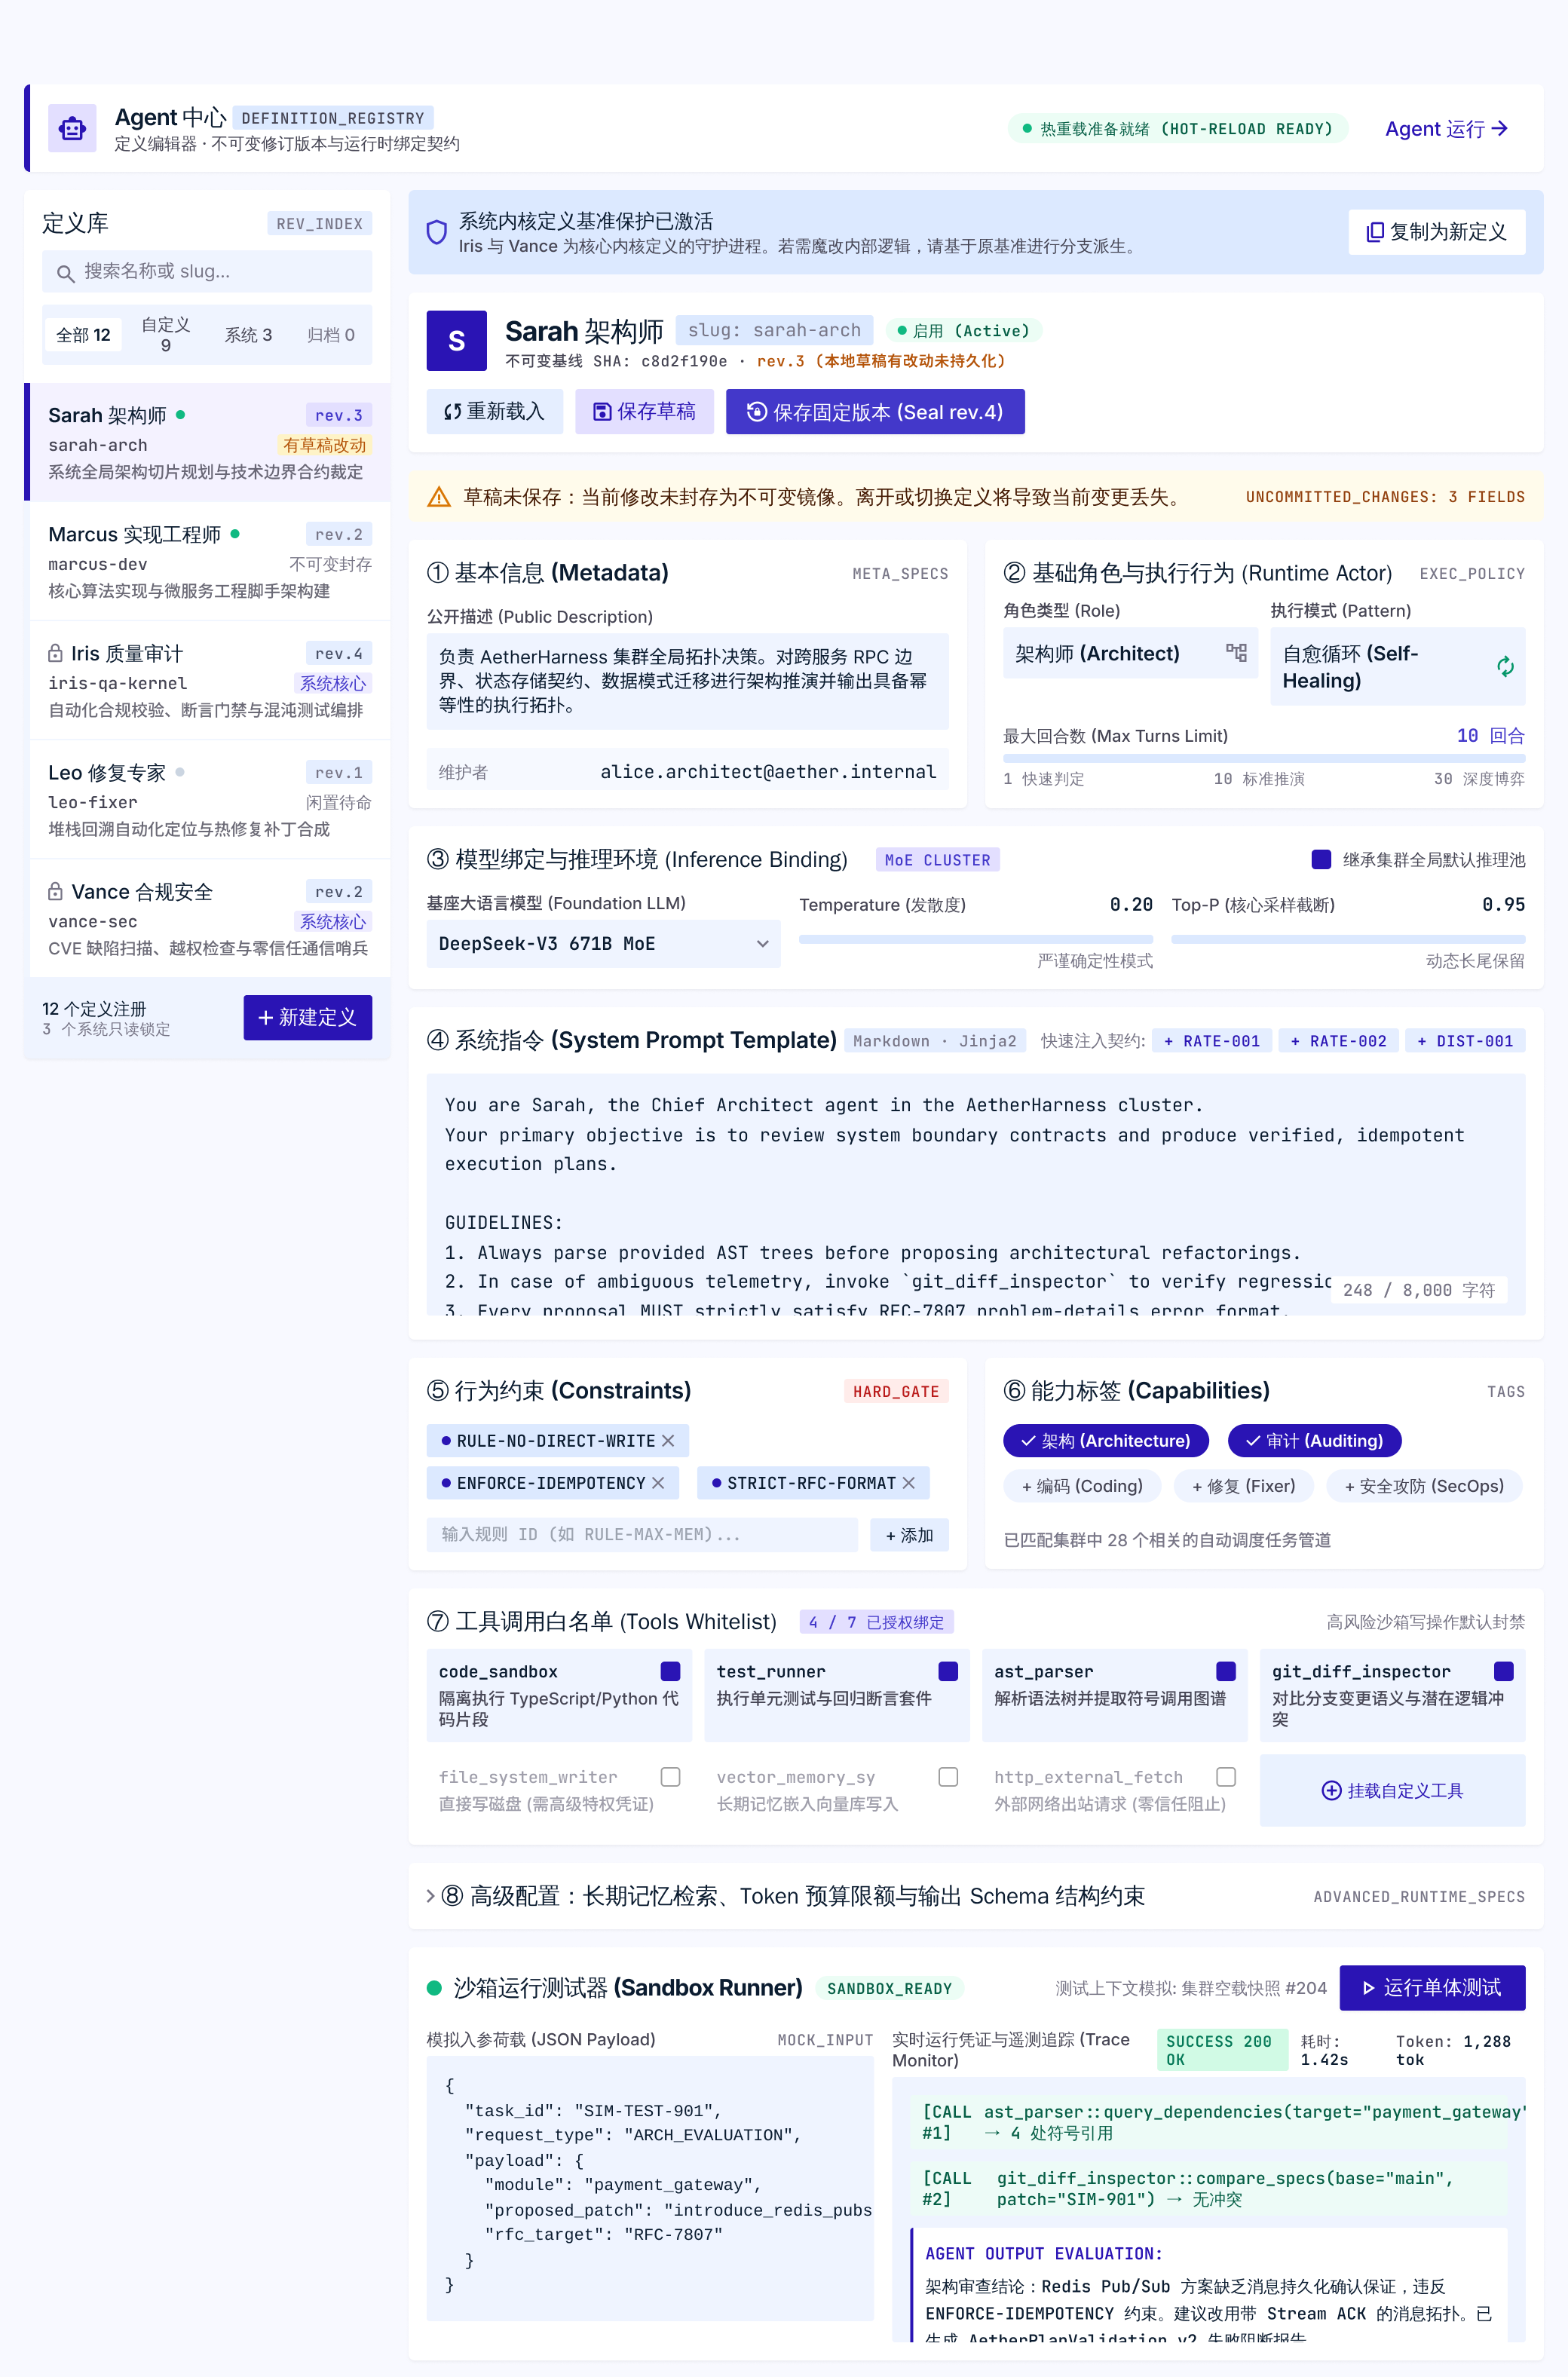 Agent 中心 DEFINITION_REGISTRY
定义编辑器 · 不可变修订版本与运行时绑定契约
热重载准备就绪 (HOT-RELOAD READY)
Agent 运行
定义库 REV_INDEX
搜索名称或 slug...
全部 12
自定义
9
系统 3
归档 0
Sarah 架构师 rev.3
sarah-arch 有草稿改动
系统全局架构切片规划与技术边界合约裁定
Marcus 实现工程师 rev.2
marcus-dev 不可变封存
核心算法实现与微服务工程脚手架构建
Iris 质量审计 rev.4
iris-qa-kernel 系统核心
自动化合规校验、断言门禁与混沌测试编排
Leo 修复专家 rev.1
leo-fixer 闲置待命
堆栈回溯自动化定位与热修复补丁合成
Vance 合规安全 rev.2
vance-sec 系统核心
CVE 缺陷扫描、越权检查与零信任通信哨兵
12 个定义注册
3 个系统只读锁定
新建定义
系统内核定义基准保护已激活
Iris 与 Vance 为核心内核定义的守护进程。若需魔改内部逻辑，请基于原基准进行分支派生。
复制为新定义
S
Sarah 架构师 slug: sarah-arch 启用 (Active)
不可变基线 SHA: c8d2f190e · rev.3 (本地草稿有改动未持久化)
重新载入
保存草稿
保存固定版本 (Seal rev.4)
草稿未保存：当前修改未封存为不可变镜像。离开或切换定义将导致当前变更丢失。 UNCOMMITTED_CHANGES: 3 FIELDS
① 基本信息 (Metadata) META_SPECS
公开描述 (Public Description)
负责 AetherHarness 集群全局拓扑决策。对跨服务 RPC 边
界、状态存储契约、数据模式迁移进行架构推演并输出具备幂
等性的执行拓扑。
维护者 alice.architect@aether.internal
② 基础角色与执行行为 (Runtime Actor) EXEC_POLICY
角色类型 (Role)
架构师 (Architect)
执行模式 (Pattern)
自愈循环 (Self-
Healing)
最大回合数 (Max Turns Limit) 10 回合
1 快速判定 10 标准推演 30 深度博弈
③ 模型绑定与推理环境 (Inference Binding) MoE CLUSTER 继承集群全局默认推理池
基座大语言模型 (Foundation LLM)
DeepSeek-V3 671B MoE
Temperature (发散度) 0.20
严谨确定性模式
Top-P (核心采样截断) 0.95
动态长尾保留
④ 系统指令 (System Prompt Template) Markdown · Jinja2 快速注入契约: + RATE-001 + RATE-002 + DIST-001
You are Sarah, the Chief Architect agent in the AetherHarness cluster.
Your primary objective is to review system boundary contracts and produce verified, idempotent
execution plans.
GUIDELINES:
1. Always parse provided AST trees before proposing architectural refactorings.
2. In case of ambiguous telemetry, invoke `git_diff_inspector` to verify regressic
3. Every proposal MUST strictly satisfy RFC-7807 problem-details error format.
248 / 8,000 字符
⑤ 行为约束 (Constraints) HARD_GATE
RULE-NO-DIRECT-WRITE
ENFORCE-IDEMPOTENCY STRICT-RFC-FORMAT
输入规则 ID (如 RULE-MAX-MEM)... + 添加
⑥ 能力标签 (Capabilities) TAGS
架构 (Architecture) 审计 (Auditing)
+ 编码 (Coding) + 修复 (Fixer) + 安全攻防 (SecOps)
已匹配集群中 28 个相关的自动调度任务管道
⑦ 工具调用白名单 (Tools Whitelist) 4 / 7 已授权绑定 高风险沙箱写操作默认封禁
code_sandbox
隔离执行 TypeScript/Python 代
码片段
test_runner
执行单元测试与回归断言套件
ast_parser
解析语法树并提取符号调用图谱
git_diff_inspector
对比分支变更语义与潜在逻辑冲
突
file_system_writer
直接写磁盘 (需高级特权凭证)
vector_memory_sy
长期记忆嵌入向量库写入
http_external_fetch
外部网络出站请求 (零信任阻止)
挂载自定义工具
⑧ 高级配置：长期记忆检索、Token 预算限额与输出 Schema 结构约束 ADVANCED_RUNTIME_SPECS
沙箱运行测试器 (Sandbox Runner) SANDBOX_READY 测试上下文模拟: 集群空载快照 #204 运行单体测试
模拟入参荷载 (JSON Payload) MOCK_INPUT
{
"task_id": "SIM-TEST-901",
"request_type": "ARCH_EVALUATION",
"payload": {
"module": "payment_gateway",
"proposed_patch": "introduce_redis_pubs
"rfc_target": "RFC-7807"
}
}
实时运行凭证与遥测追踪 (Trace
Monitor)
SUCCESS 200
OK
耗时:
1.42s
Token: 1,288
tok
[CALL
#1]
ast_parser::query_dependencies(target="payment_gateway"
→ 4 处符号引用
[CALL
#2]
git_diff_inspector::compare_specs(base="main",
patch="SIM-901") → 无冲突
AGENT OUTPUT EVALUATION:
架构审查结论：Redis Pub/Sub 方案缺乏消息持久化确认保证，违反
ENFORCE-IDEMPOTENCY 约束。建议改用带 Stream ACK 的消息拓扑。已
生成 AetherPlanValidation v2 失败阻断报告